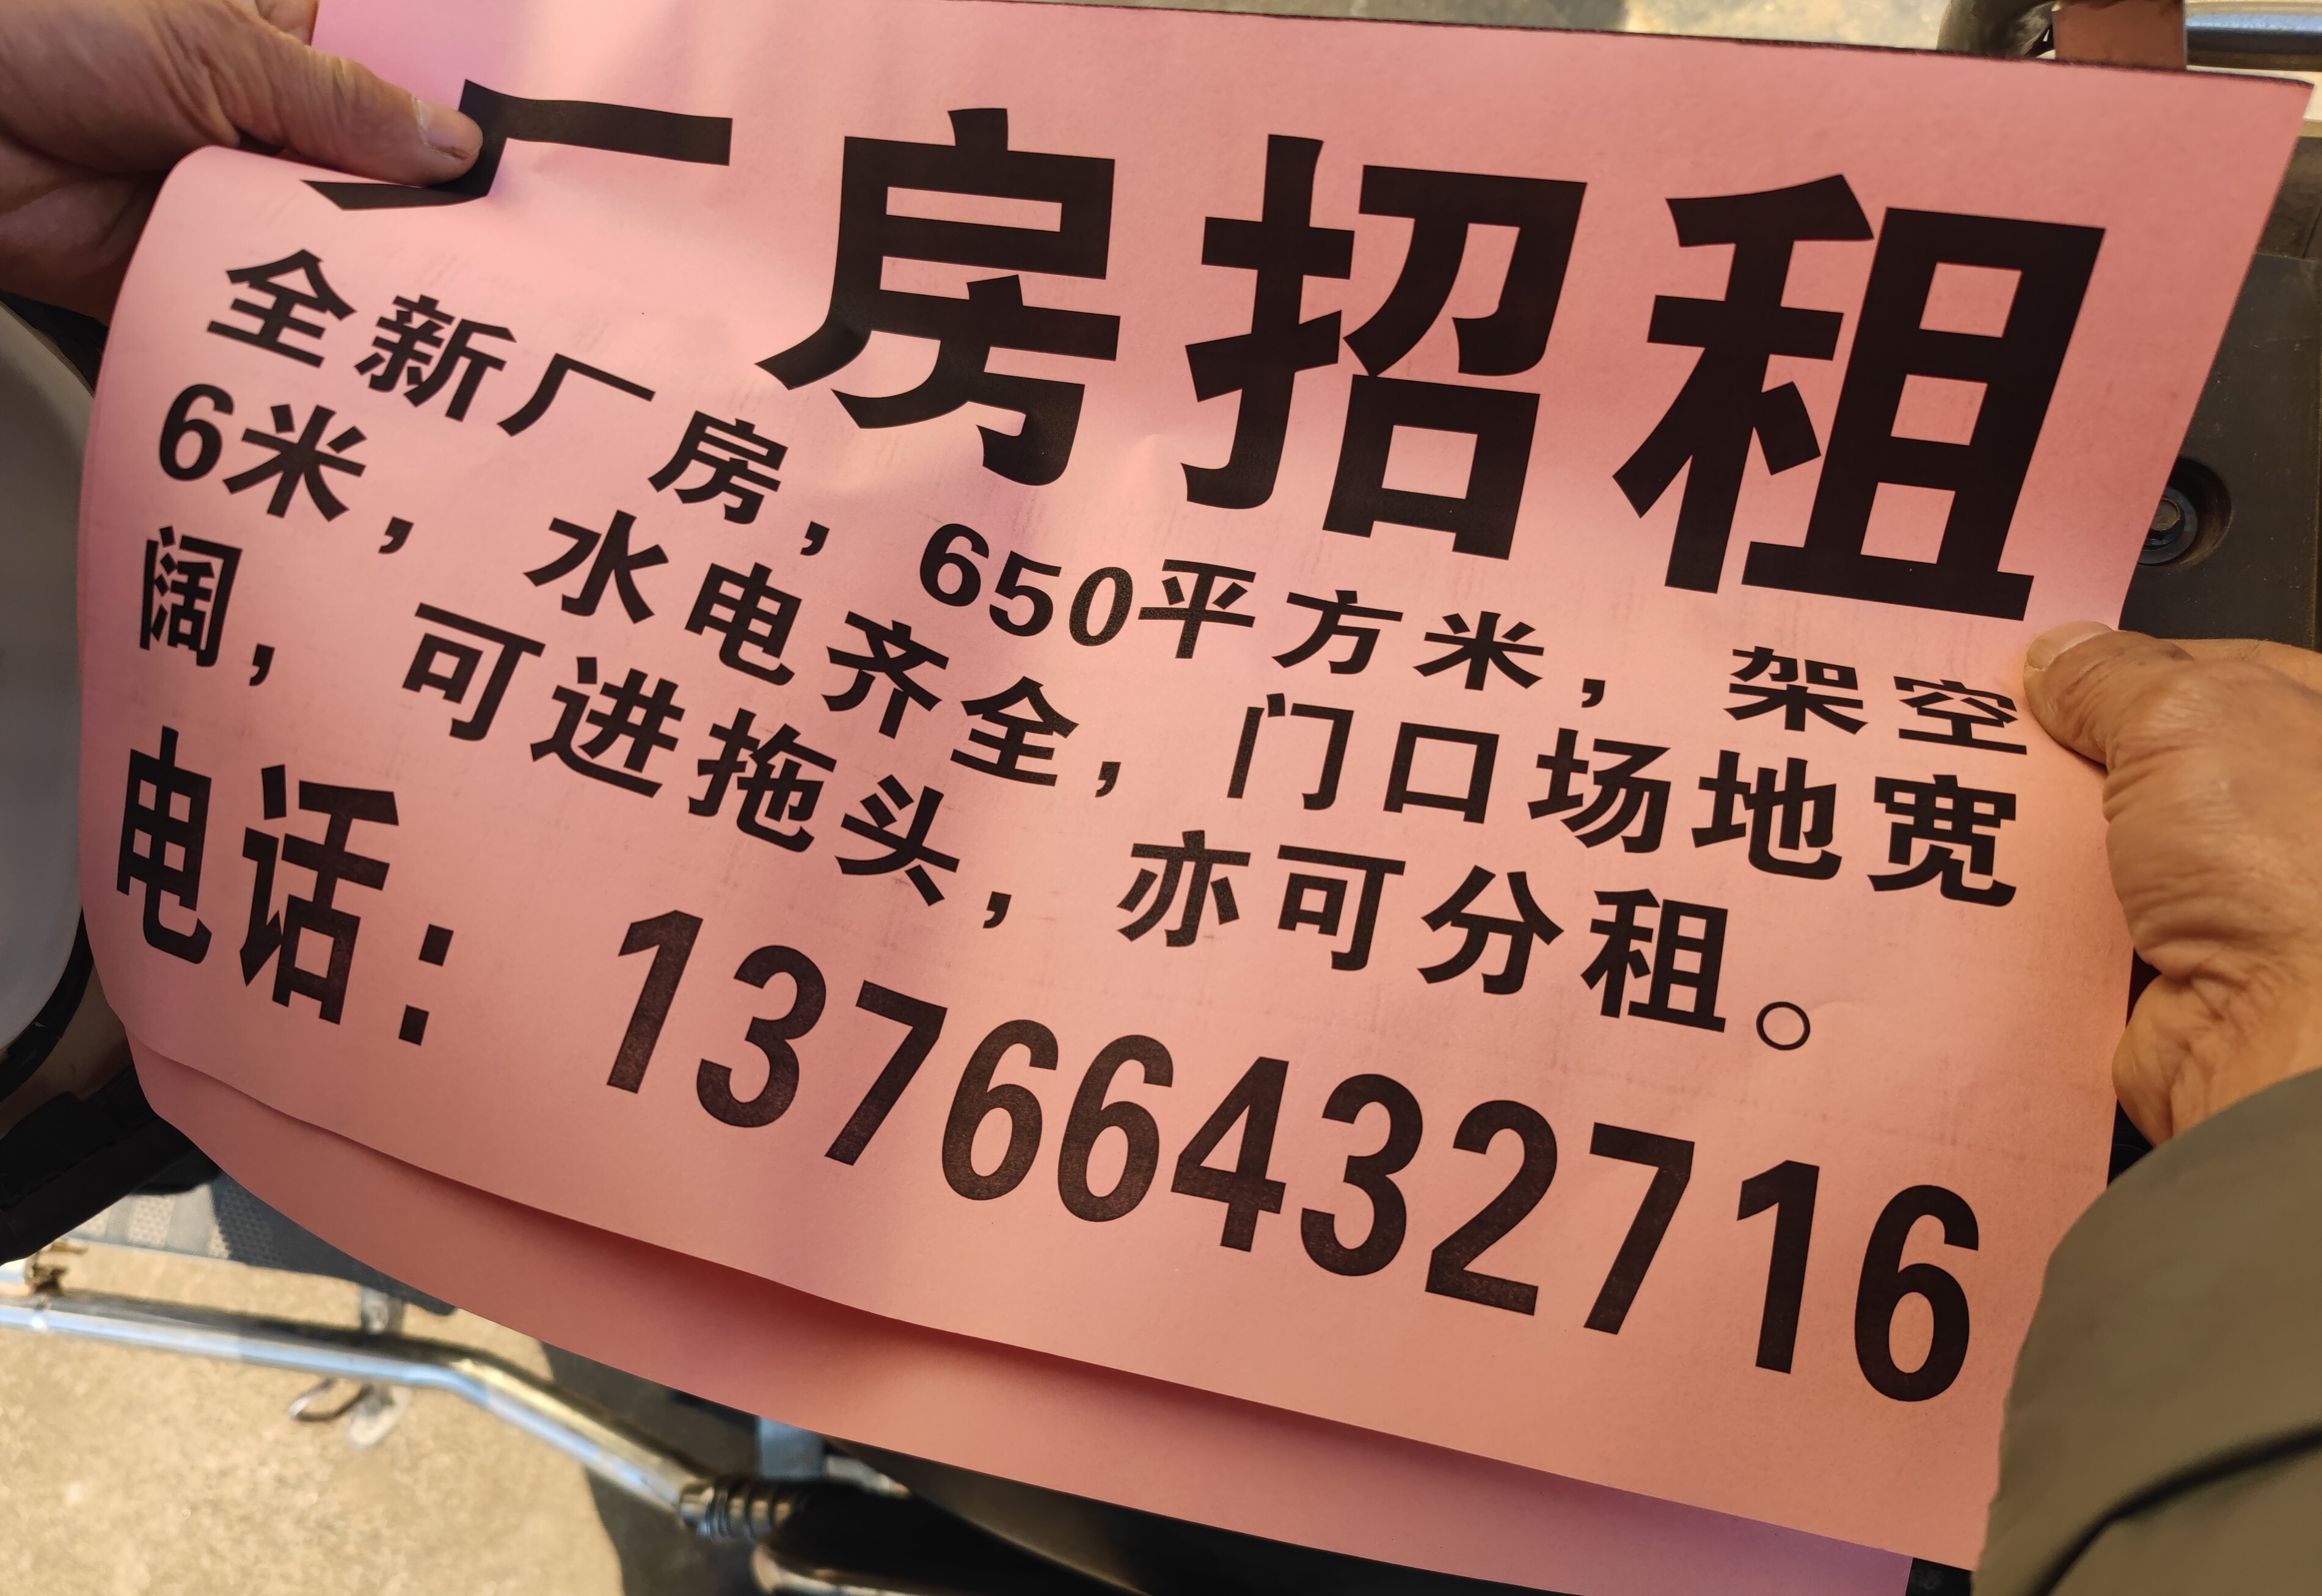 厂房招租
全新厂房，650平方米，架空
6米，水电齐全，门口场地宽
阔，可进拖头，亦可分租。
电话：13766432716